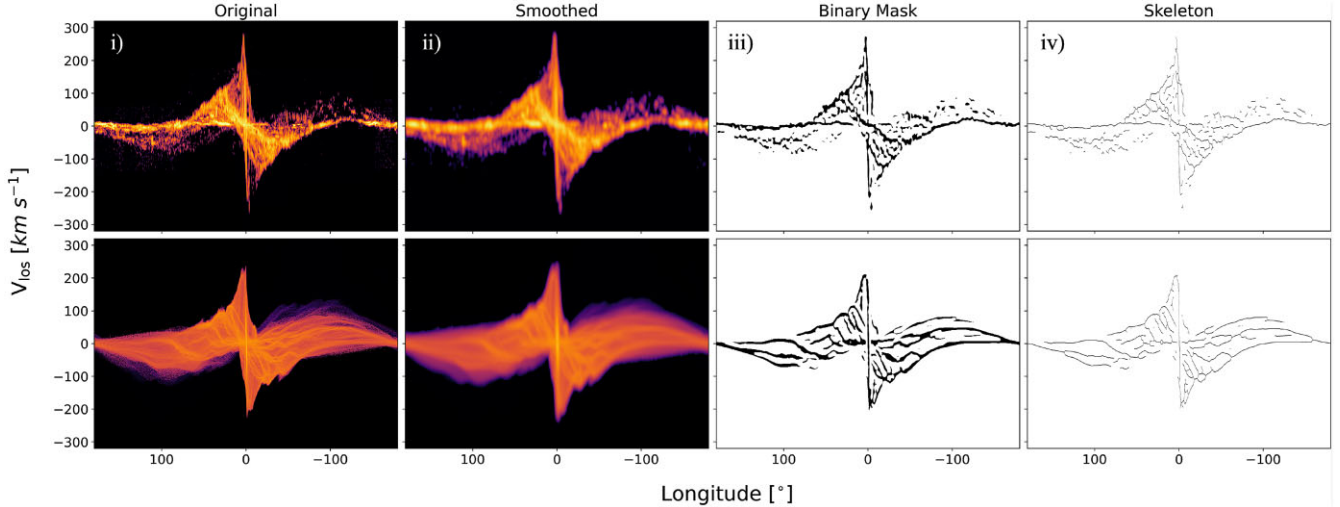 Original Smoothed Binary Mask Skeleton
i) ii) iii) iv)
300
200
100
0
−100
−200
−300
V_los [km s⁻¹]
300
200
100
0
−100
−200
−300
100 0 −100 100 0 −100 100 0 −100 100 0 −100
Longitude [°]